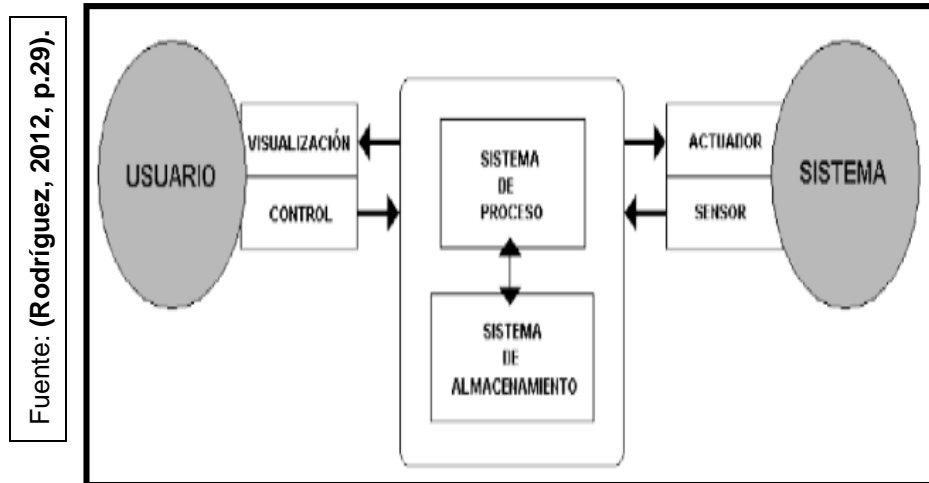 Fuente: (Rodríguez, 2012, p.29).
USUARIO
VISUALIZACIÓN
CONTROL
SISTEMA
DE
PROCESO
SISTEMA
DE
ALMACENAMIENTO
ACTUADOR
SENSOR
SISTEMA